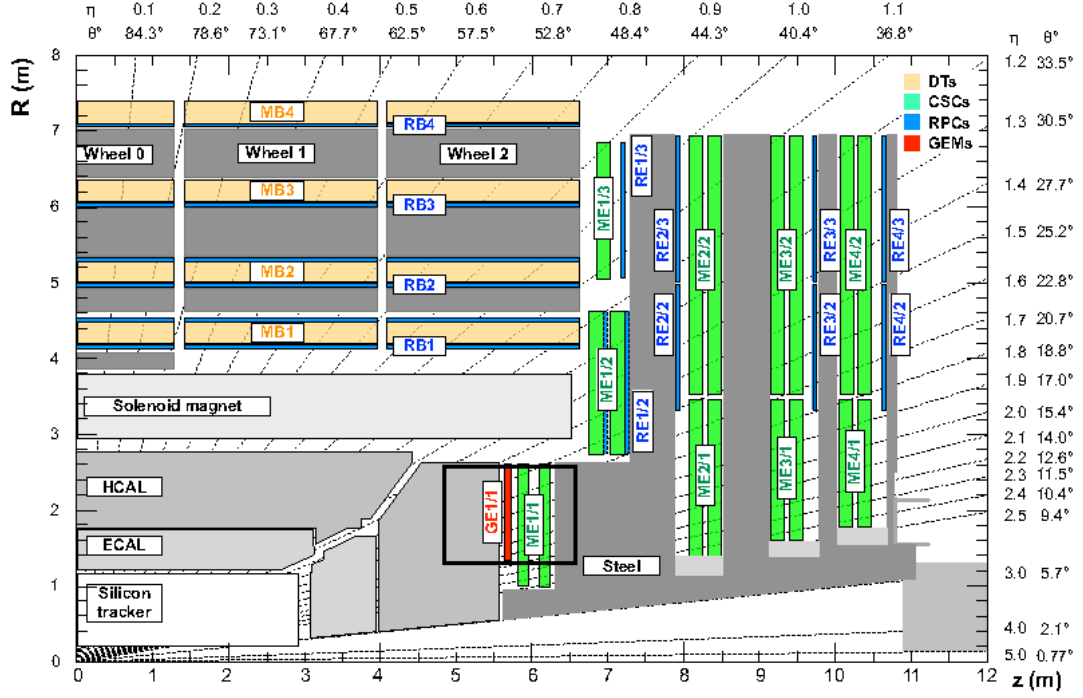 η 0.1 0.2 0.3 0.4 0.5 0.6 0.7 0.8 0.9 1.0 1.1
θ° 84.3° 78.6° 73.1° 67.7° 62.5° 57.5° 52.8° 48.4° 44.3° 40.4° 36.8° η θ°
R (m)
8
7
6
5
4
3
2
1
0
1.2 33.5°
1.3 30.5°
1.4 27.7°
1.5 25.2°
1.6 22.8°
1.7 20.7°
1.8 18.8°
1.9 17.0°
2.0 15.4°
2.1 14.0°
2.2 12.6°
2.3 11.5°
2.4 10.4°
2.5 9.4°
3.0 5.7°
4.0 2.1°
5.0 0.77°
DTs
CSCs
RPCs
GEMs
MB4
RB4
Wheel 0
Wheel 1
Wheel 2
MB3
RB3
MB2
RB2
MB1
RB1
Solenoid magnet
HCAL
ECAL
Silicon
tracker
Steel
GE1/1
ME1/1
ME1/2
ME1/3
RE1/3
RE1/2
RE2/3
RE2/2
ME2/2
ME2/1
ME3/2
ME3/1
RE3/3
RE3/2
ME4/2
ME4/1
RE4/3
RE4/2
0 1 2 3 4 5 6 7 8 9 10 11 12
z (m)